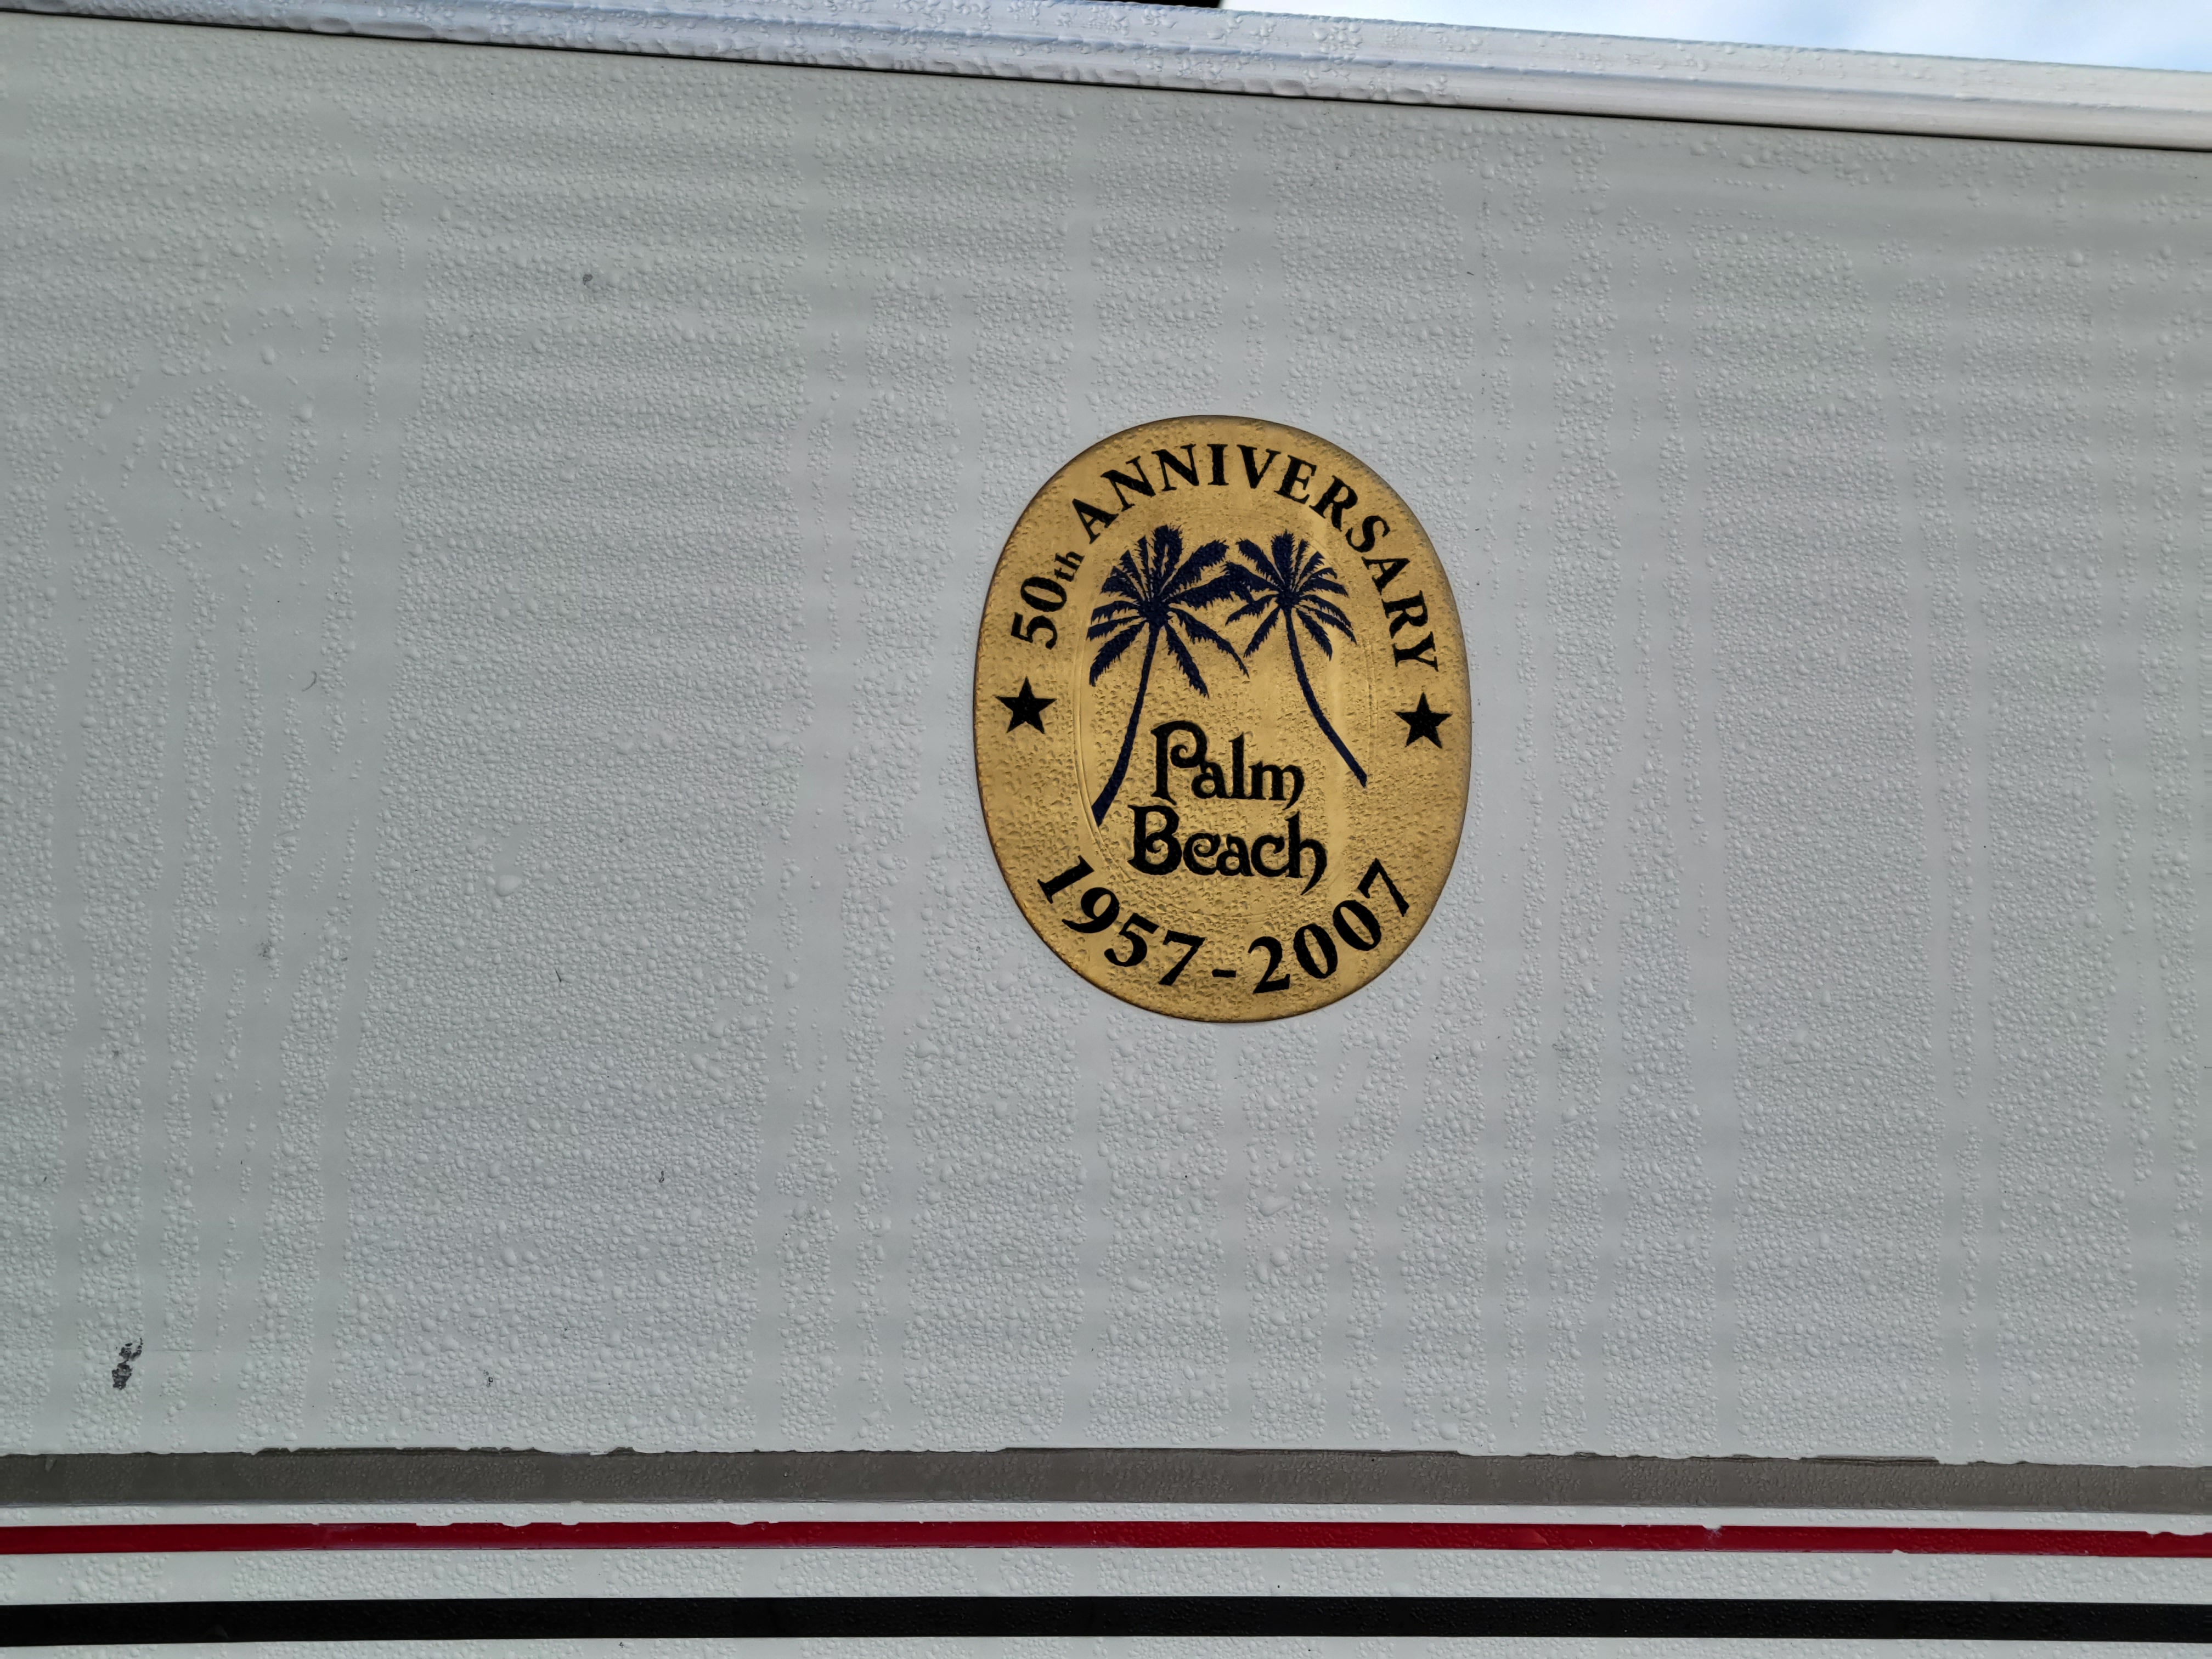 50th ANNIVERSARY
Palm
Beach
1957-2007